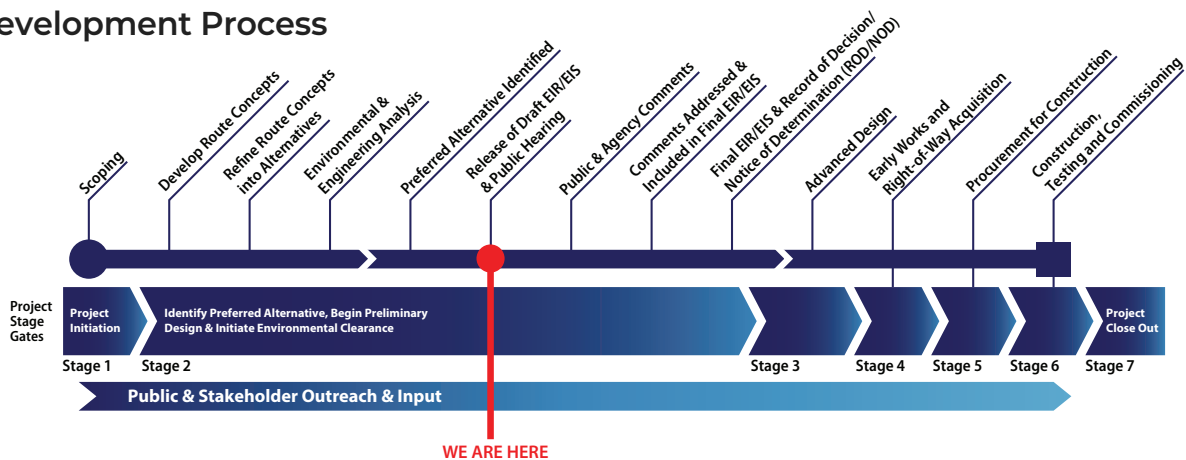 evelopment Process
Scoping
Develop Route Concepts
Refine Route Concepts
into Alternatives
Environmental &
Engineering Analysis
Preferred Alternative Identified
Release of Draft EIR/EIS
& Public Hearing
Public & Agency Comments
Comments Addressed &
Included in Final EIR/EIS
Final EIR/EIS & Record of Decision/
Notice of Determination (ROD/NOD)
Advanced Design
Early Works and
Right-of-Way Acquisition
Procurement for Construction
Construction,
Testing and Commissioning
Project
Stage
Gates
Project
Initiation
Identify Preferred Alternative, Begin Preliminary
Design & Initiate Environmental Clearance
Project
Close Out
Stage 1
Stage 2
Stage 3
Stage 4
Stage 5
Stage 6
Stage 7
Public & Stakeholder Outreach & Input
WE ARE HERE